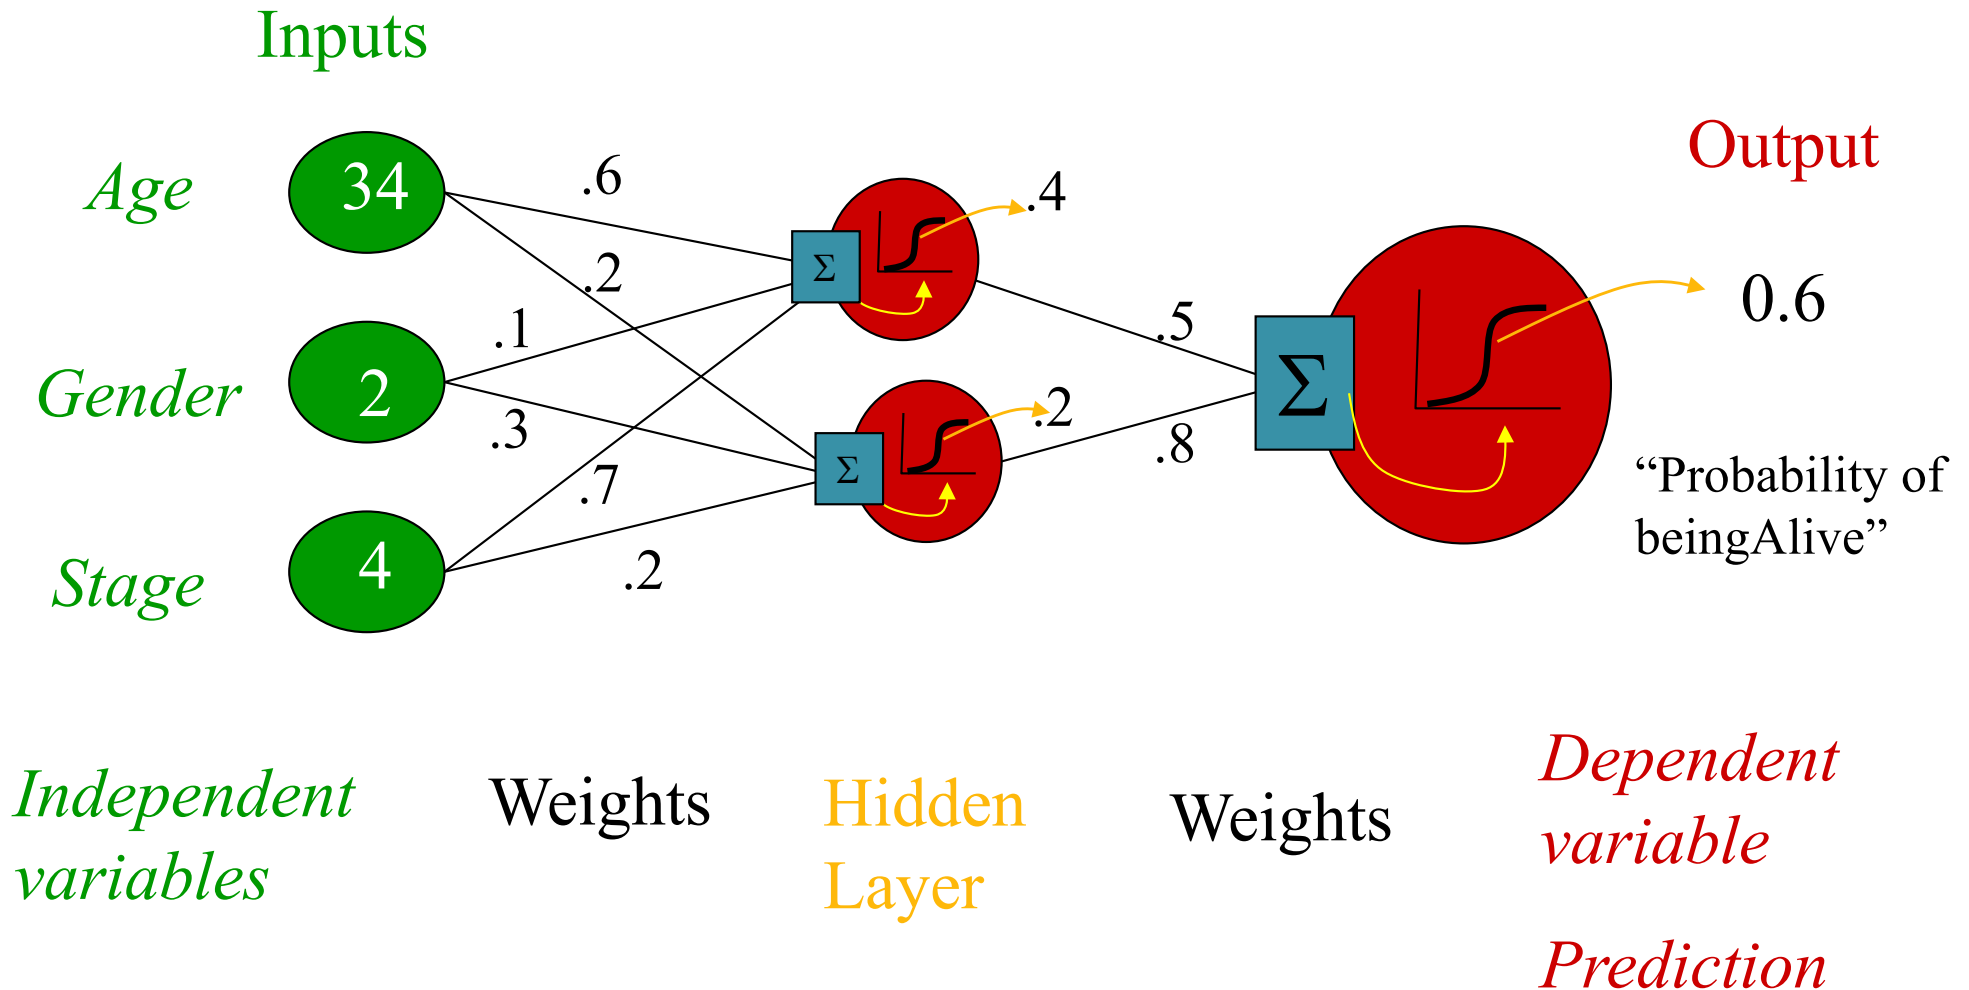 Inputs
Output
Age
34
.6
.4
.2
Σ
0.6
Gender
2
.1
.3
.5
Σ
.2
.8
Σ
“Probability of
beingAlive”
Stage
4
.7
.2
Independent
variables
Weights
Hidden
Layer
Weights
Dependent
variable
Prediction